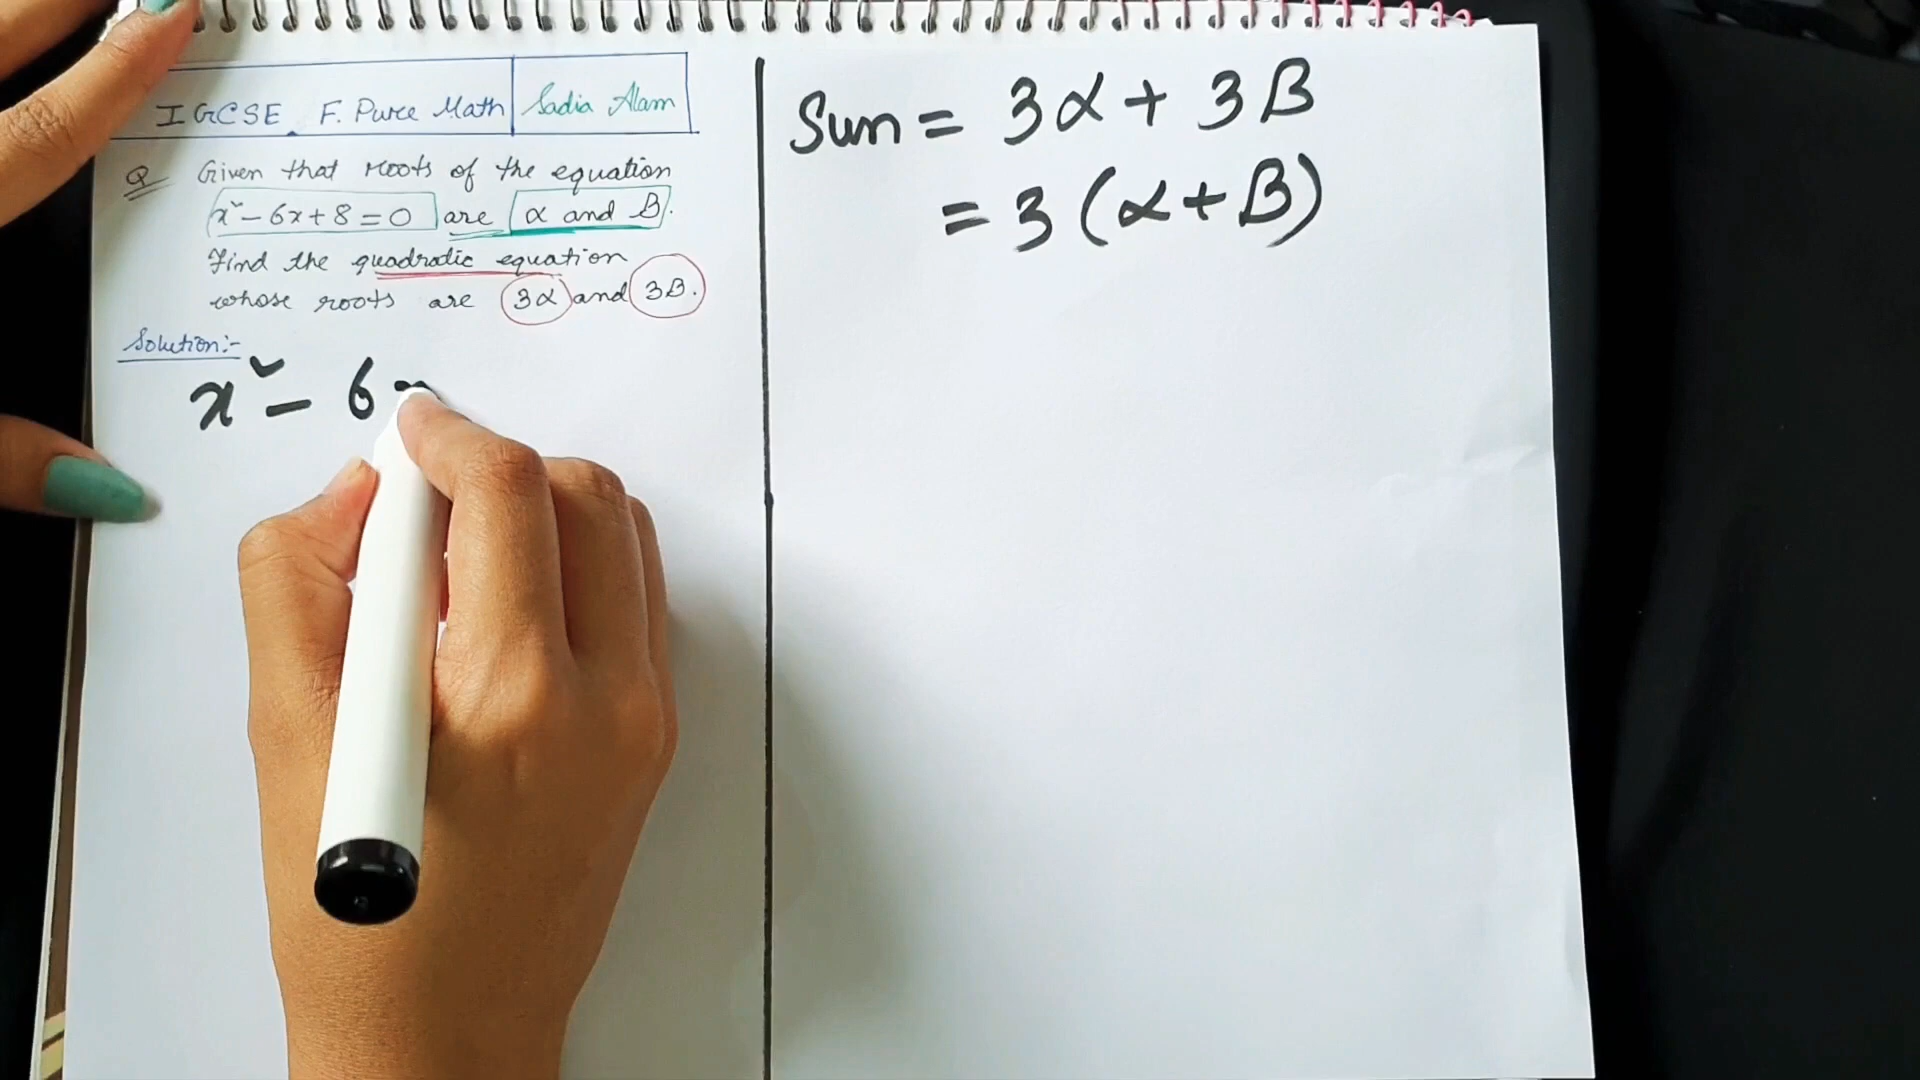 IGCSE F. Pure Math Sadia Alam
Q Given that roots of the equation
x² - 6x + 8 = 0 are α and β.
Find the quadratic equation
whose roots are 3α and 3β.
Solution:-
x² - 6
Sum = 3α + 3β
= 3 (α + β)